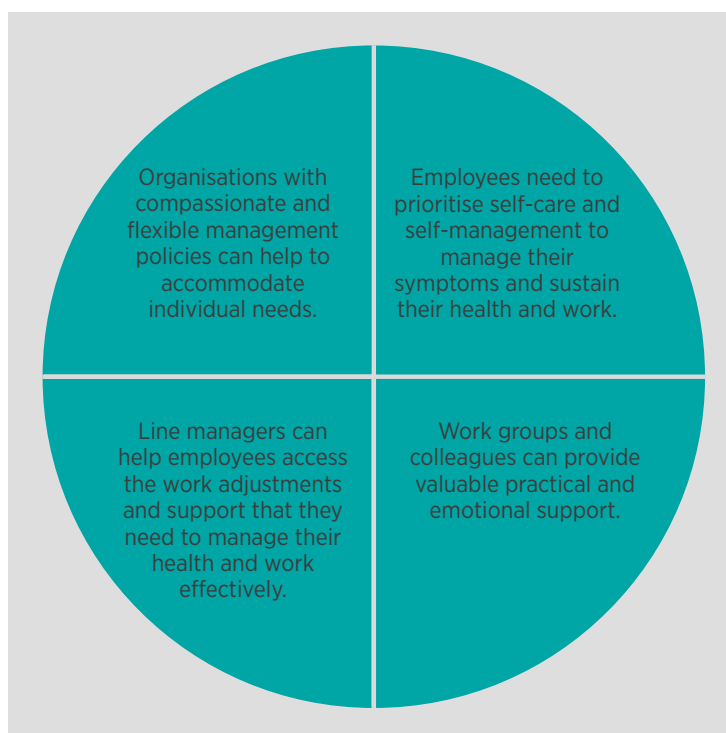 Organisations with
compassionate and
flexible management
policies can help to
accommodate
individual needs.
Employees need to
prioritise self-care and
self-management to
manage their
symptoms and sustain
their health and work.
Line managers can
help employees access
the work adjustments
and support that they
need to manage their
health and work
effectively.
Work groups and
colleagues can provide
valuable practical and
emotional support.